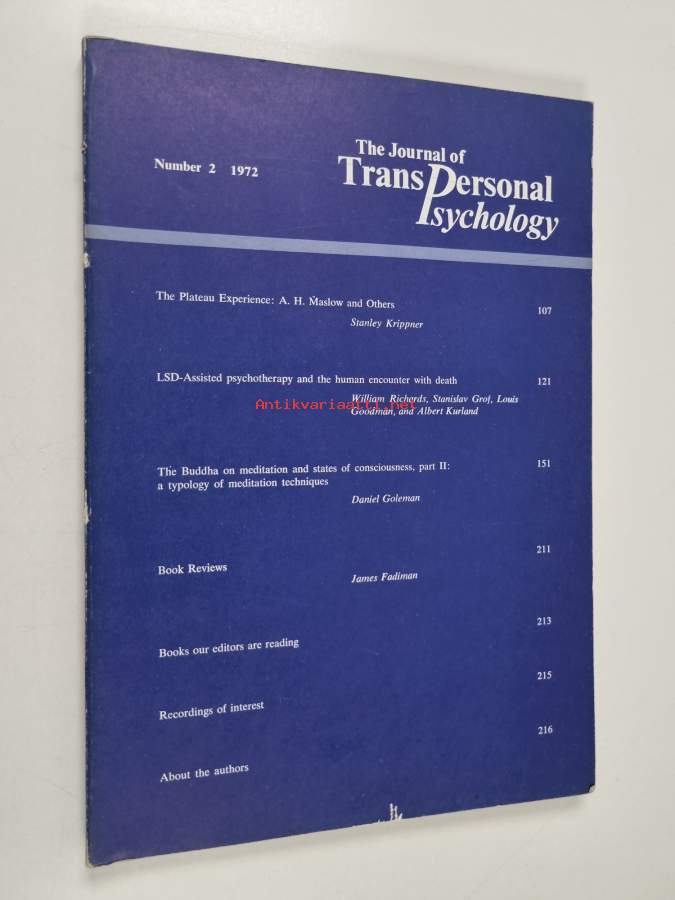 Number 2 1972
The Journal of
TransPersonal
Psychology
The Plateau Experience: A. H. Maslow and Others 107
Stanley Krippner
LSD-Assisted psychotherapy and the human encounter with death 121
William Richards, Stanislav Grof, Louis
Goodman, and Albert Kurland
Antikvariaatti.net
The Buddha on meditation and states of consciousness, part II: 151
a typology of meditation techniques
Daniel Goleman
Book Reviews 211
James Fadiman
Books our editors are reading 213
Recordings of interest 215
About the authors 216